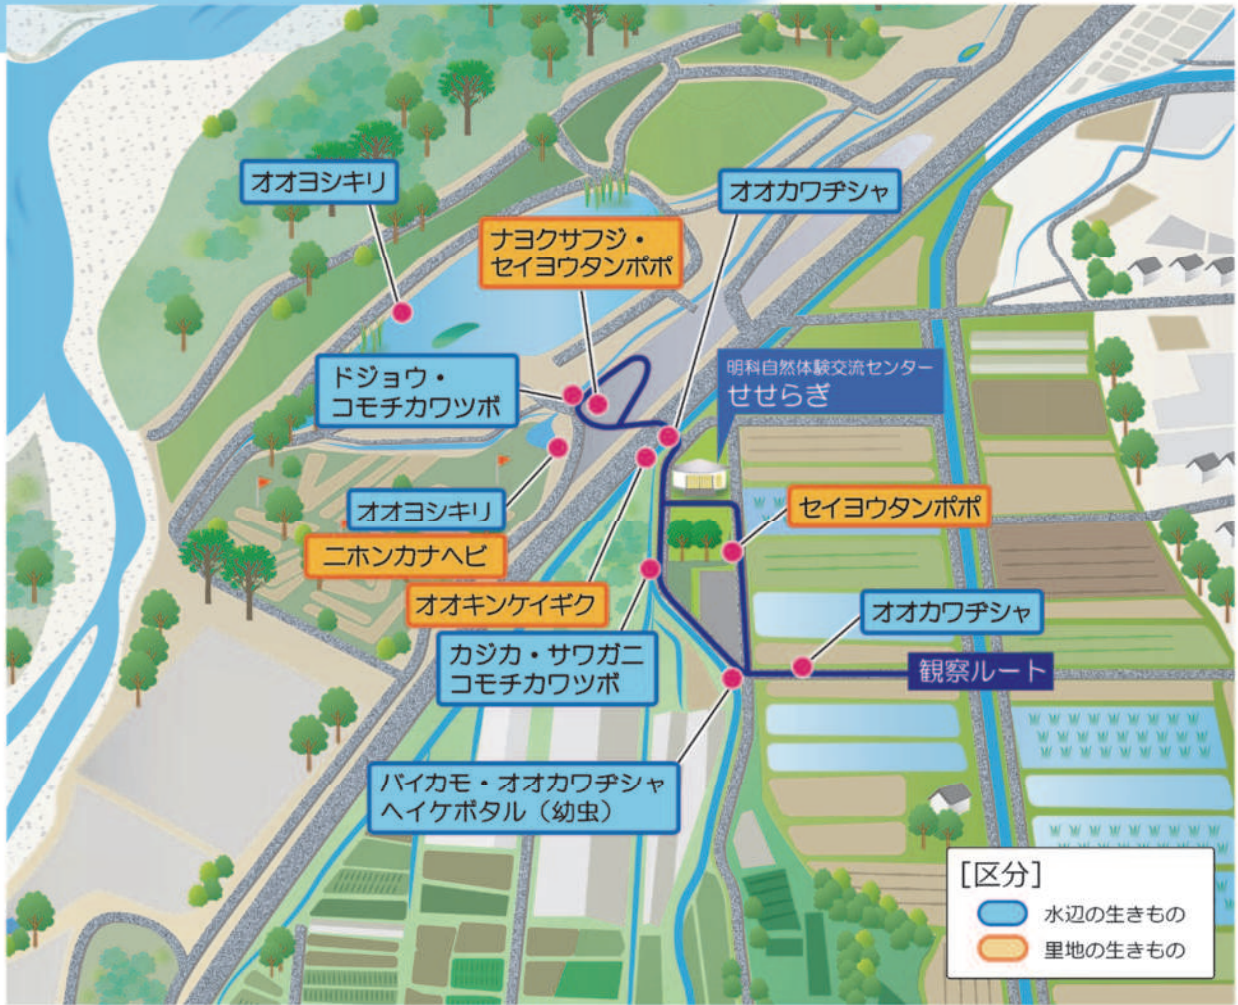 オオヨシキリ
オオカワヂシャ
ナヨクサフジ・
セイヨウタンポポ
ドジョウ・
コモチカワツボ
明科自然体験交流センター
せせらぎ
オオヨシキリ
セイヨウタンポポ
ニホンカナヘビ
オオキンケイギク
オオカワヂシャ
カジカ・サワガニ
コモチカワツボ
観察ルート
バイカモ・オオカワヂシャ
ヘイケボタル（幼虫）
[区分]
水辺の生きもの
里地の生きもの